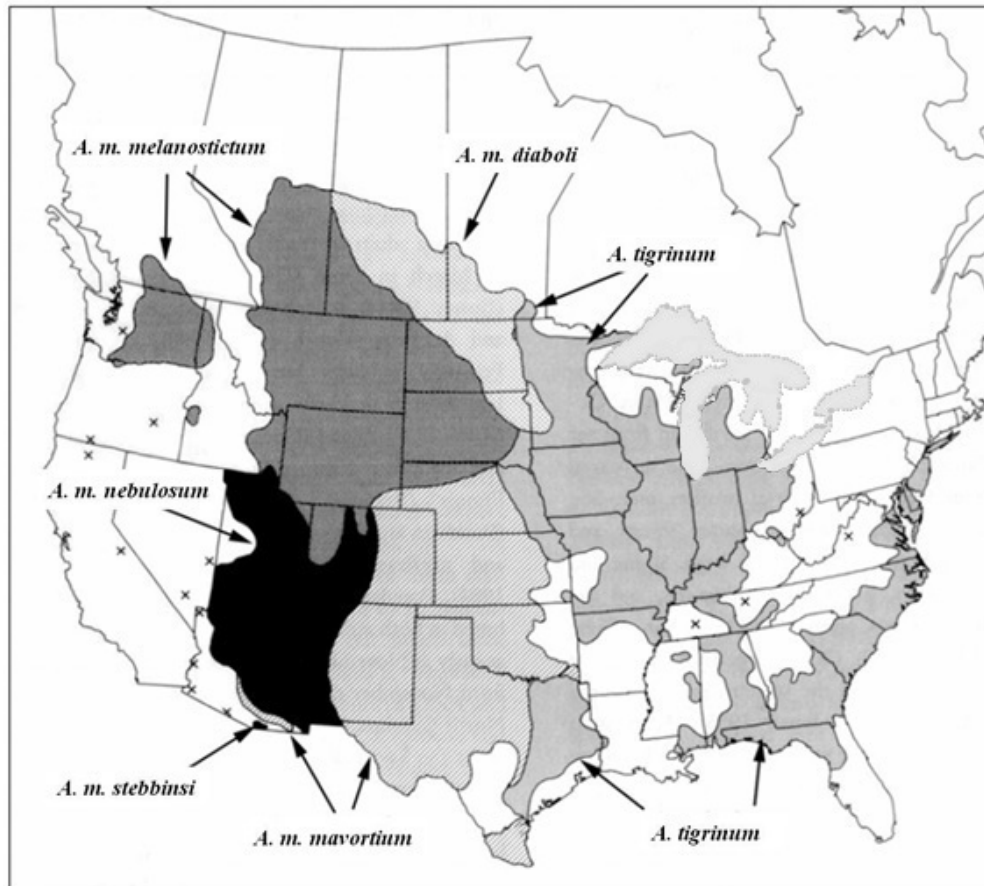 A. m. melanostictum
A. m. diaboli
A. tigrinum
A. m. nebulosum
A. m. stebbinsi
A. m. mavortium
A. tigrinum